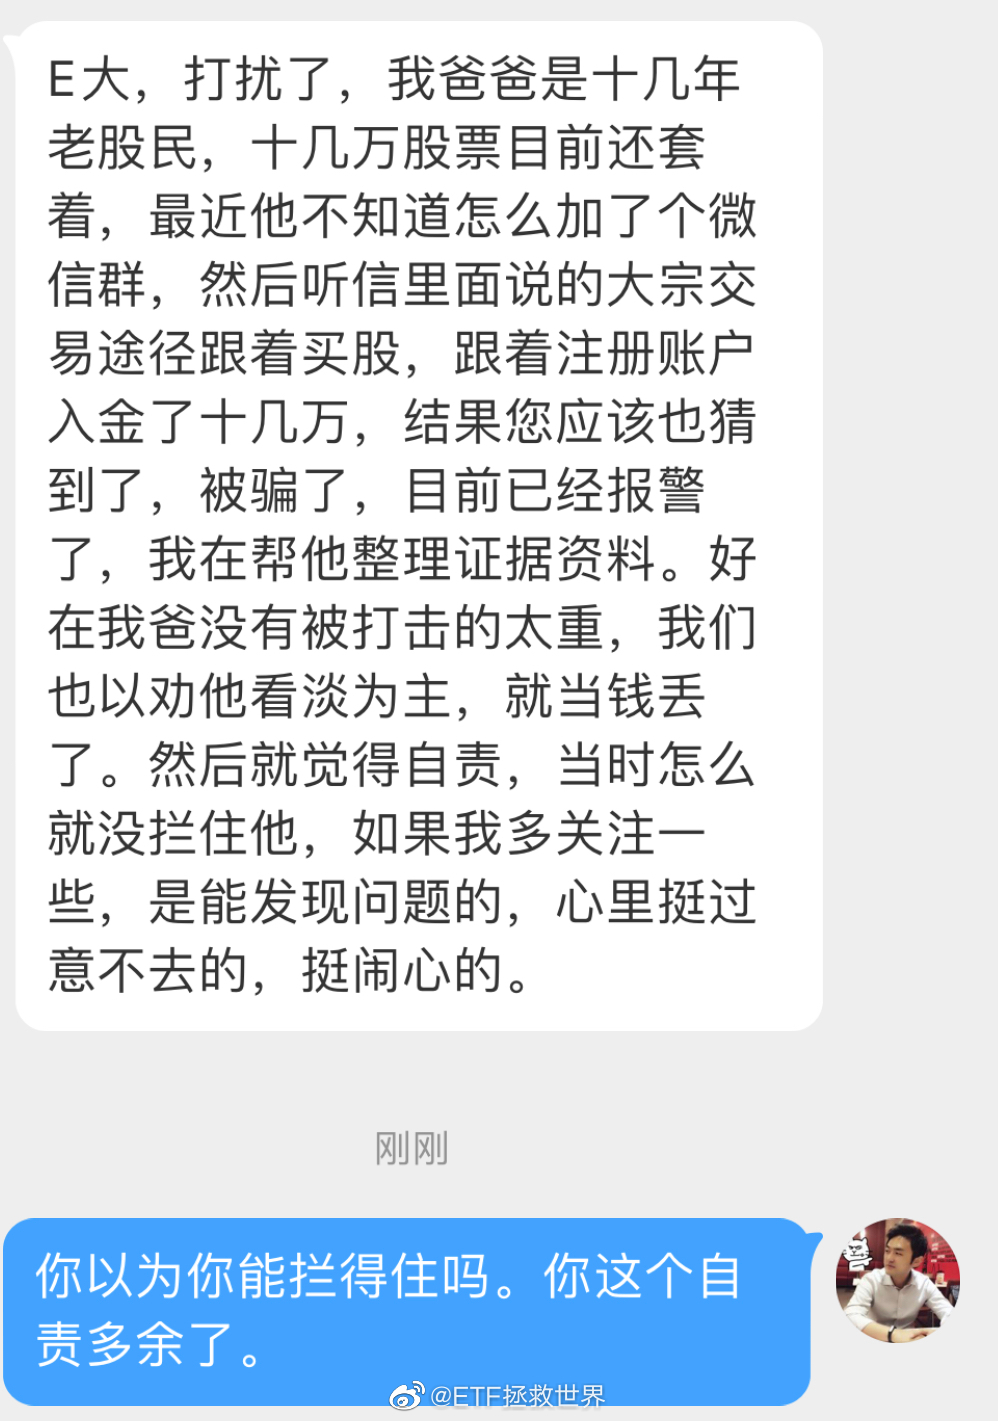 E大，打扰了，我爸爸是十几年
老股民，十几万股票目前还套
着，最近他不知道怎么加了个微
信群，然后听信里面说的大宗交
易途径跟着买股，跟着注册账户
入金了十几万，结果您应该也猜
到了，被骗了，目前已经报警
了，我在帮他整理证据资料。好
在我爸没有被打击的太重，我们
也以劝他看淡为主，就当钱丢
了。然后就觉得自责，当时怎么
就没拦住他，如果我多关注一
些，是能发现问题的，心里挺过
意不去的，挺闹心的。
刚刚
你以为你能拦得住吗。你这个自
责多余了。
@ETF拯救世界